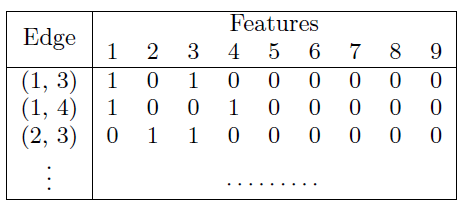 Edge Features
1 2 3 4 5 6 7 8 9
(1, 3) 1 0 1 0 0 0 0 0 0
(1, 4) 1 0 0 1 0 0 0 0 0
(2, 3) 0 1 1 0 0 0 0 0 0
⋮ .........